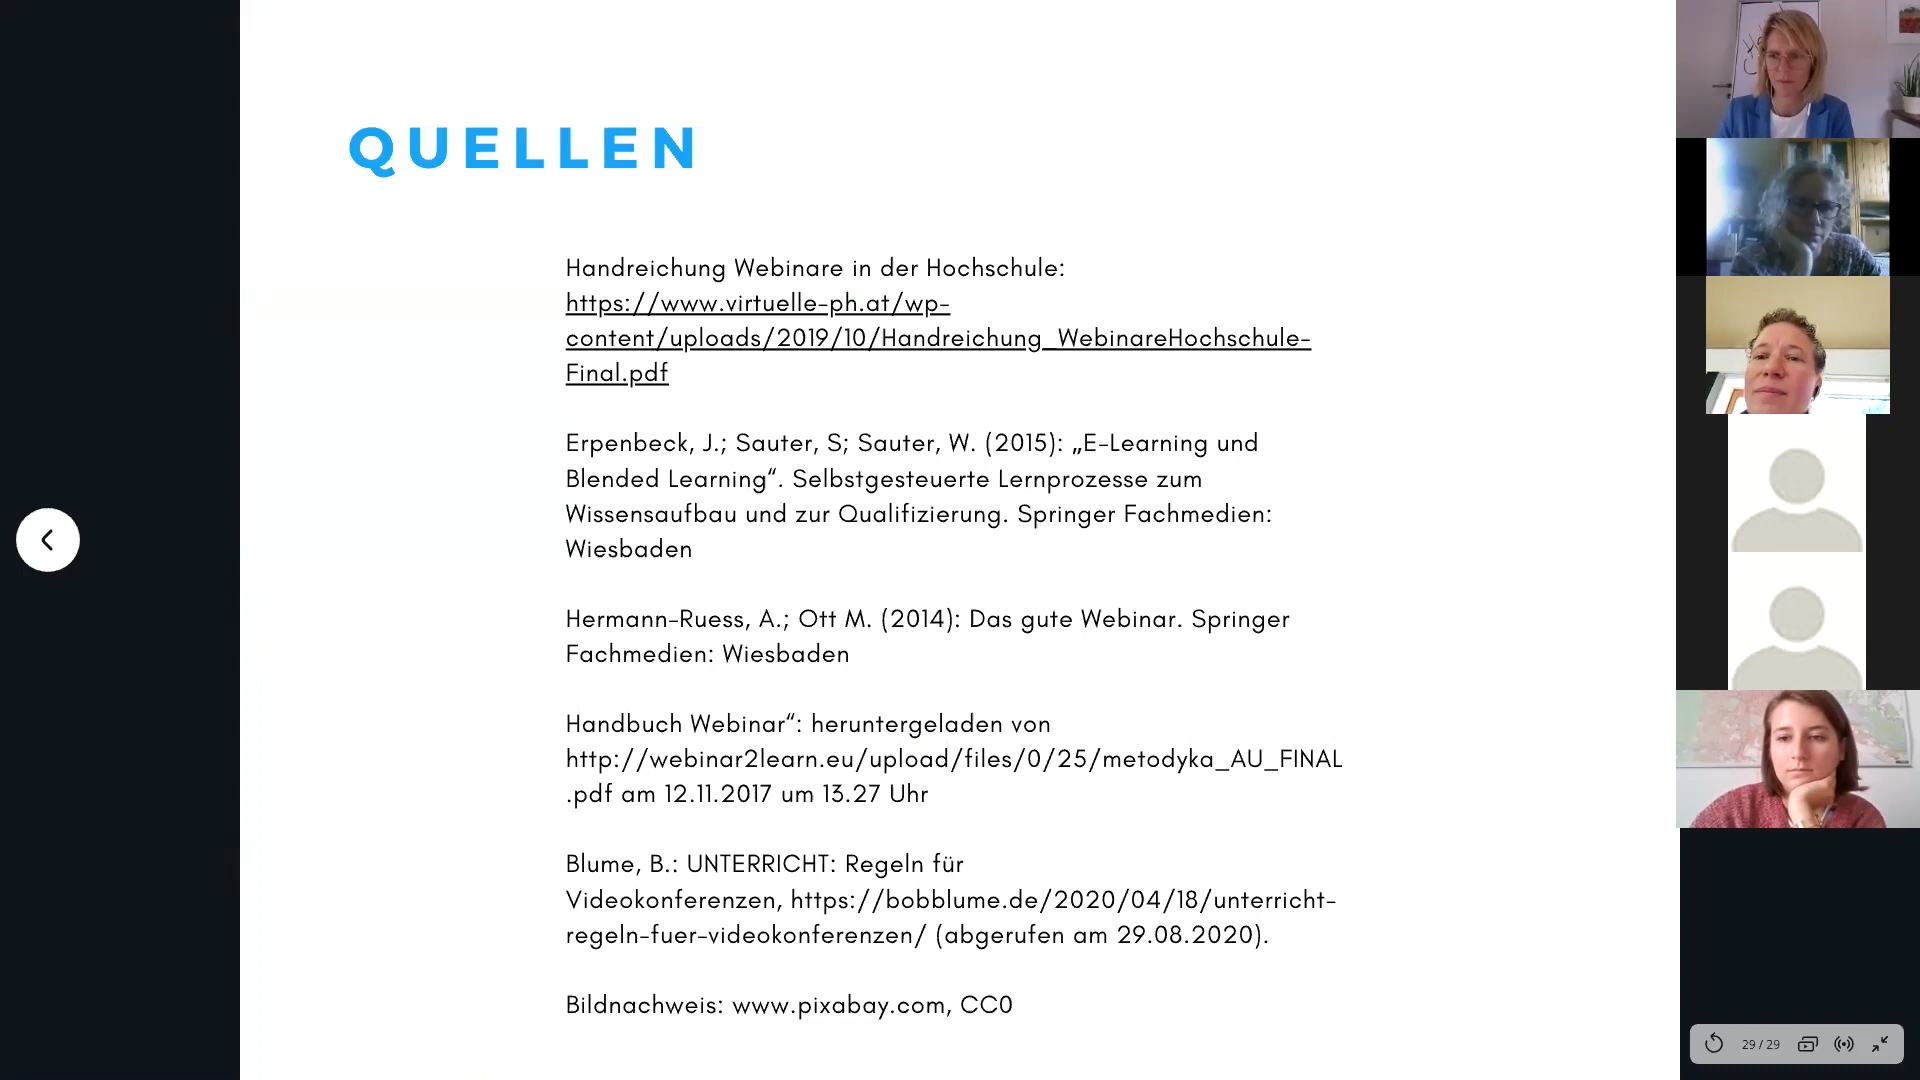 QUELLEN
Handreichung Webinare in der Hochschule:
https://www.virtuelle-ph.at/wp-
content/uploads/2019/10/Handreichung_WebinareHochschule-
Final.pdf
Erpenbeck, J.; Sauter, S; Sauter, W. (2015): „E-Learning und
Blended Learning“. Selbstgesteuerte Lernprozesse zum
Wissensaufbau und zur Qualifizierung. Springer Fachmedien:
Wiesbaden
Hermann-Ruess, A.; Ott M. (2014): Das gute Webinar. Springer
Fachmedien: Wiesbaden
Handbuch Webinar“: heruntergeladen von
http://webinar2learn.eu/upload/files/0/25/metodyka_AU_FINAL
.pdf am 12.11.2017 um 13.27 Uhr
Blume, B.: UNTERRICHT: Regeln für
Videokonferenzen, https://bobblume.de/2020/04/18/unterricht-
regeln-fuer-videokonferenzen/ (abgerufen am 29.08.2020).
Bildnachweis: www.pixabay.com, CC0
29 / 29